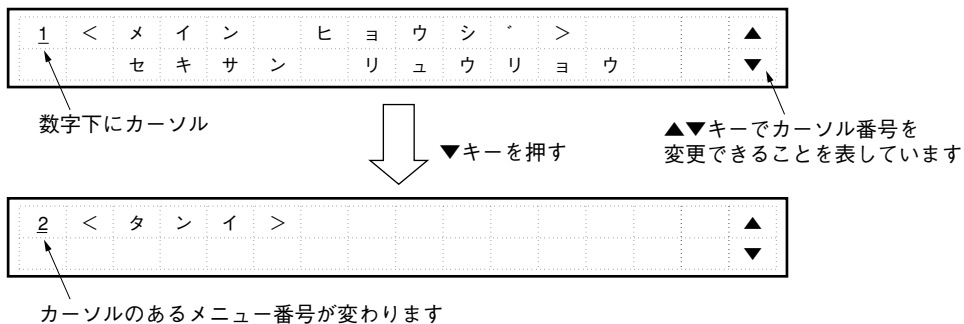 1 < メイン ヒョウシ゛ > ▲
セキサン リュウリョウ ▼
数字下にカーソル
▲▼キーでカーソル番号を
変更できることを表しています
▼キーを押す
2 < タンイ > ▲
▼
カーソルのあるメニュー番号が変わります